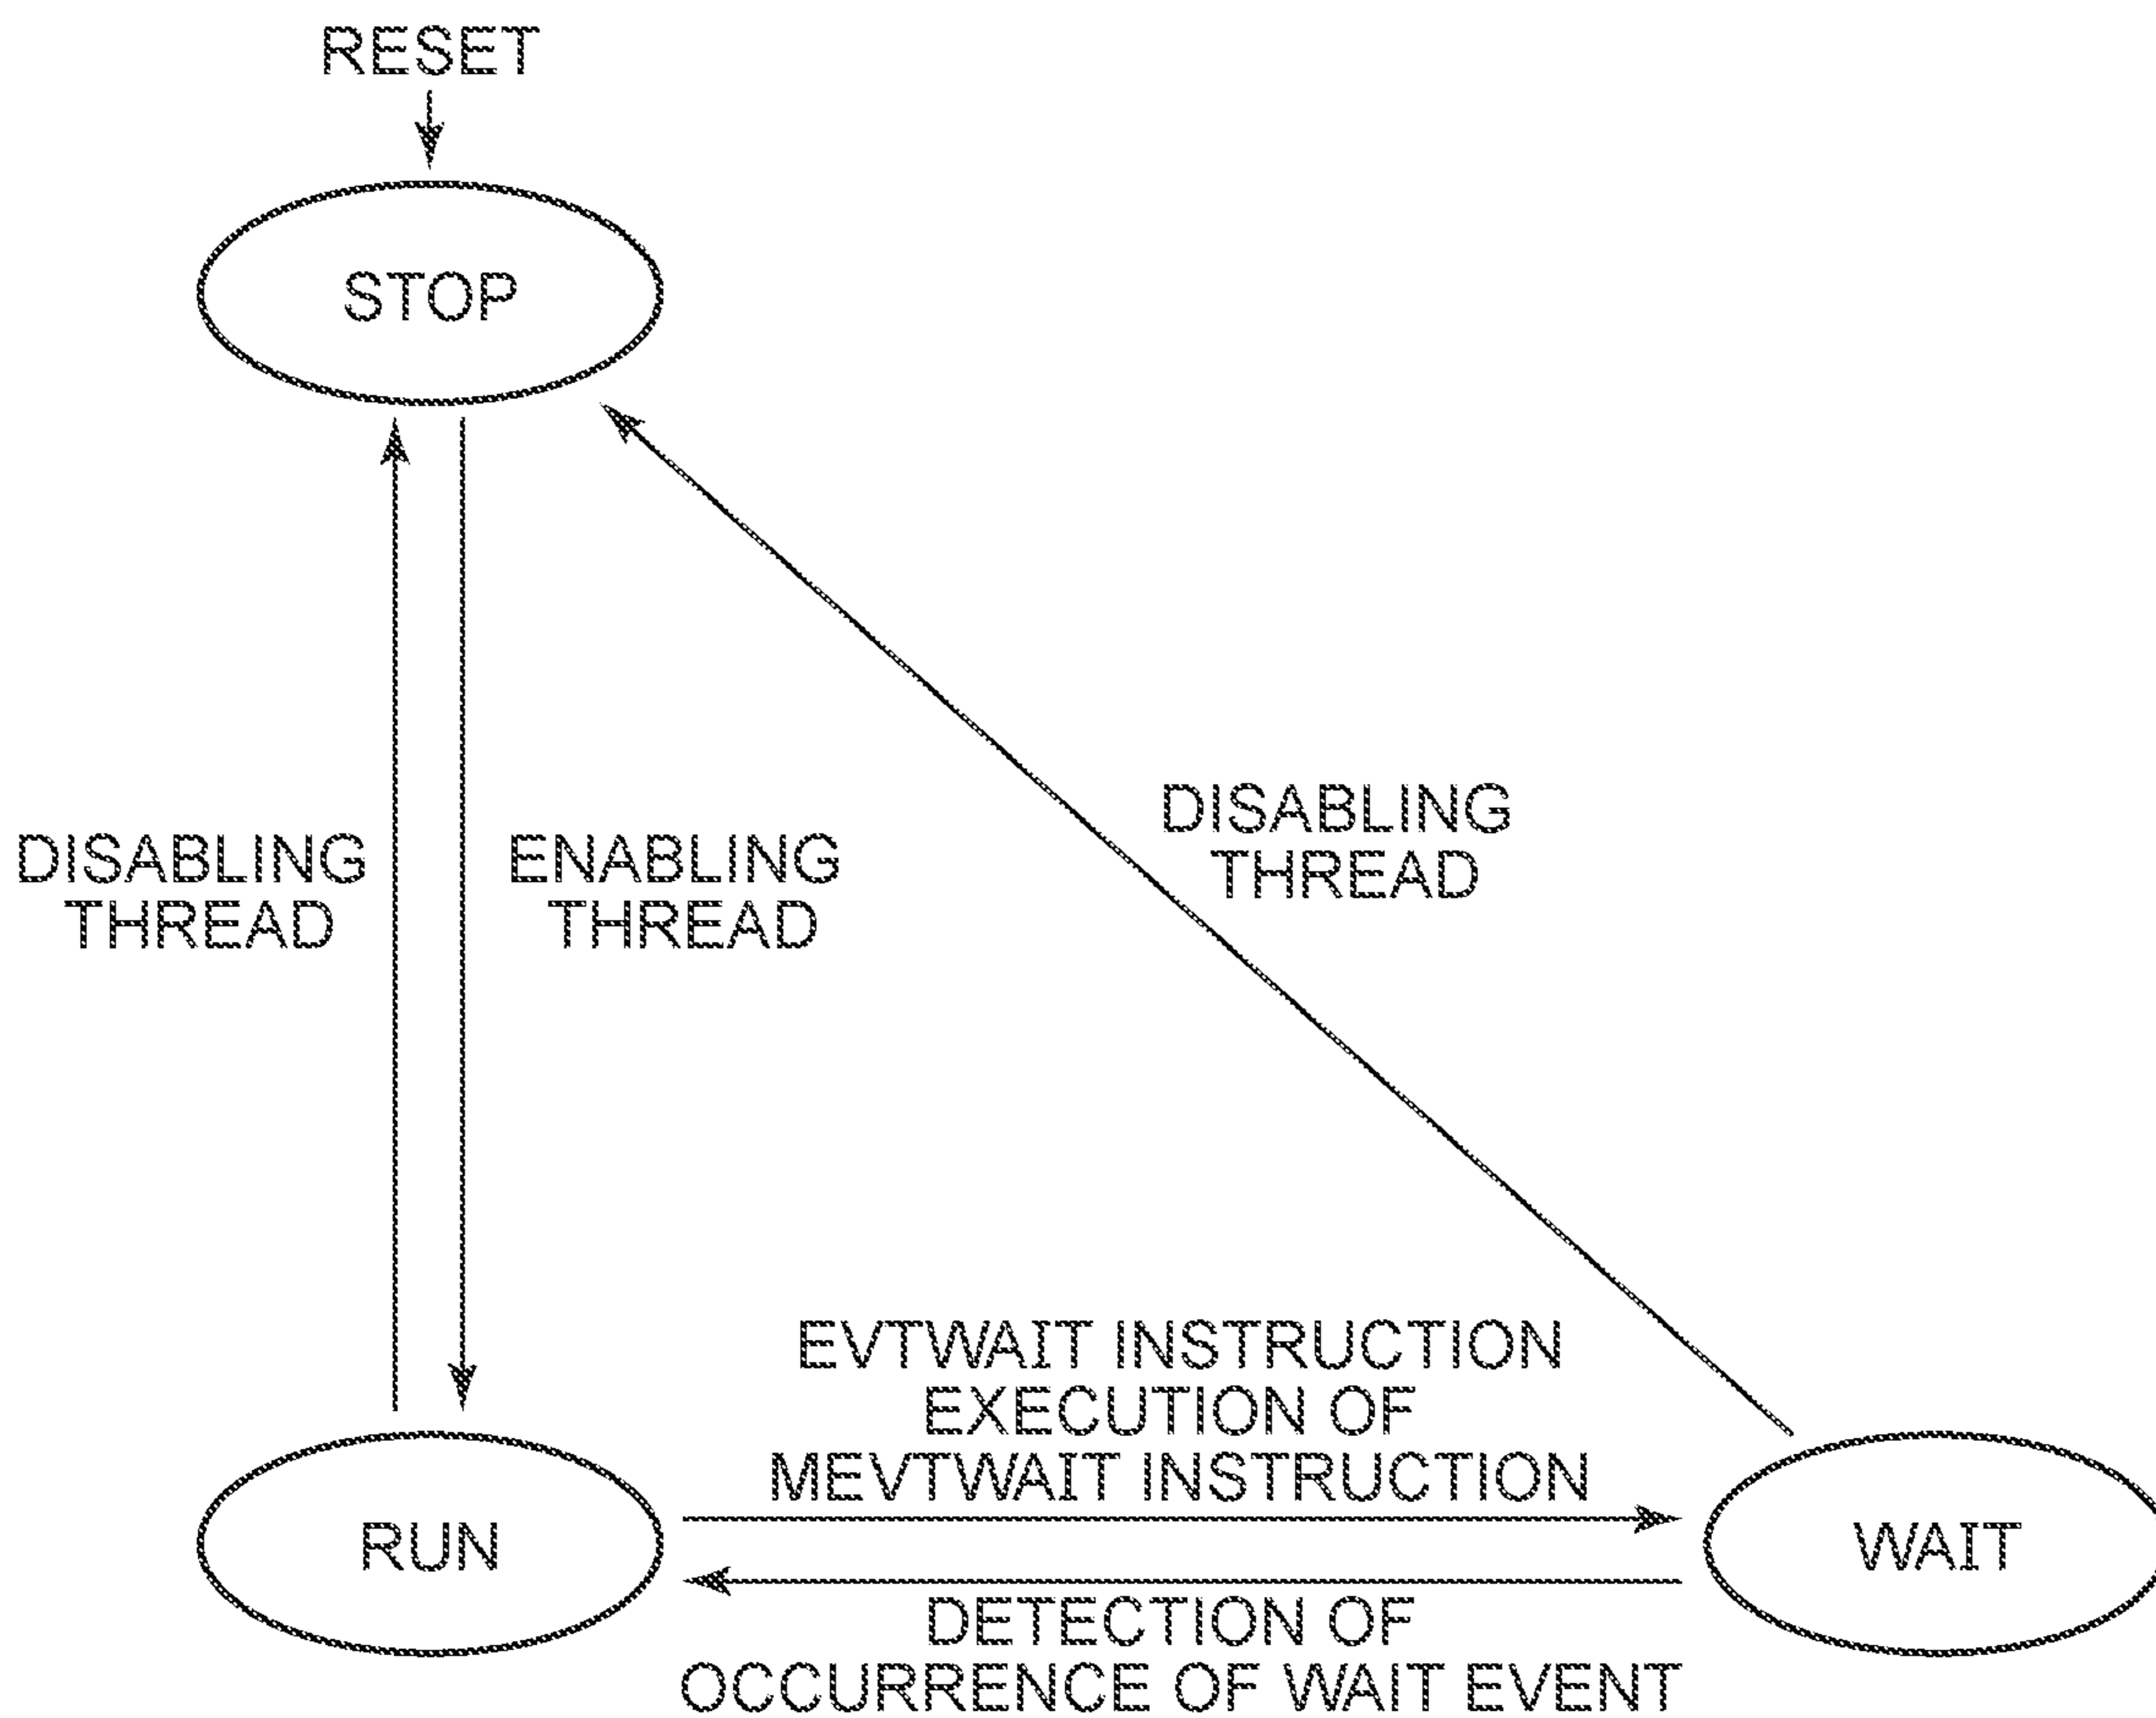 RESET
STOP
DISABLING
THREAD
ENABLING
THREAD
DISABLING
THREAD
EVTWAIT INSTRUCTION
EXECUTION OF
MEVTWAIT INSTRUCTION
RUN
WAIT
DETECTION OF
OCCURRENCE OF WAIT EVENT